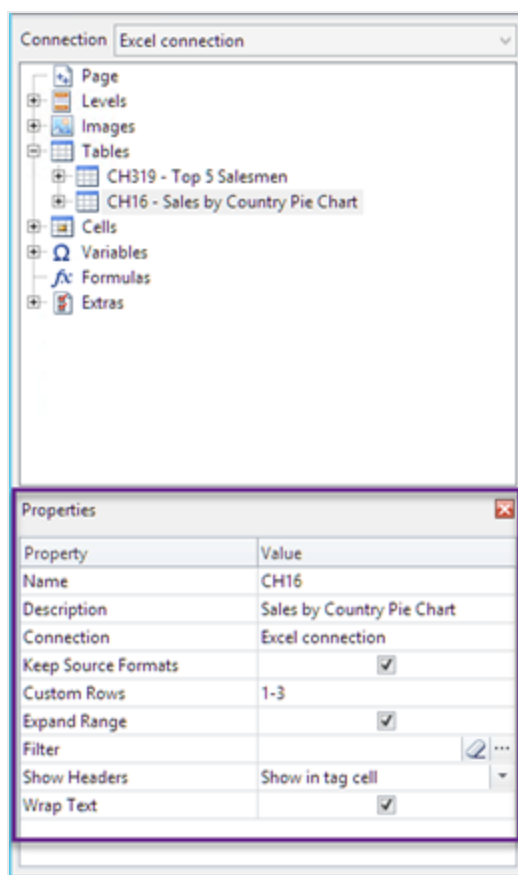 Connection Excel connection
Page
Levels
Images
Tables
CH319 - Top 5 Salesmen
CH16 - Sales by Country Pie Chart
Cells
Ω Variables
fx Formulas
Extras
Properties
Property Value
Name CH16
Description Sales by Country Pie Chart
Connection Excel connection
Keep Source Formats
Custom Rows 1-3
Expand Range
Filter ...
Show Headers Show in tag cell
Wrap Text